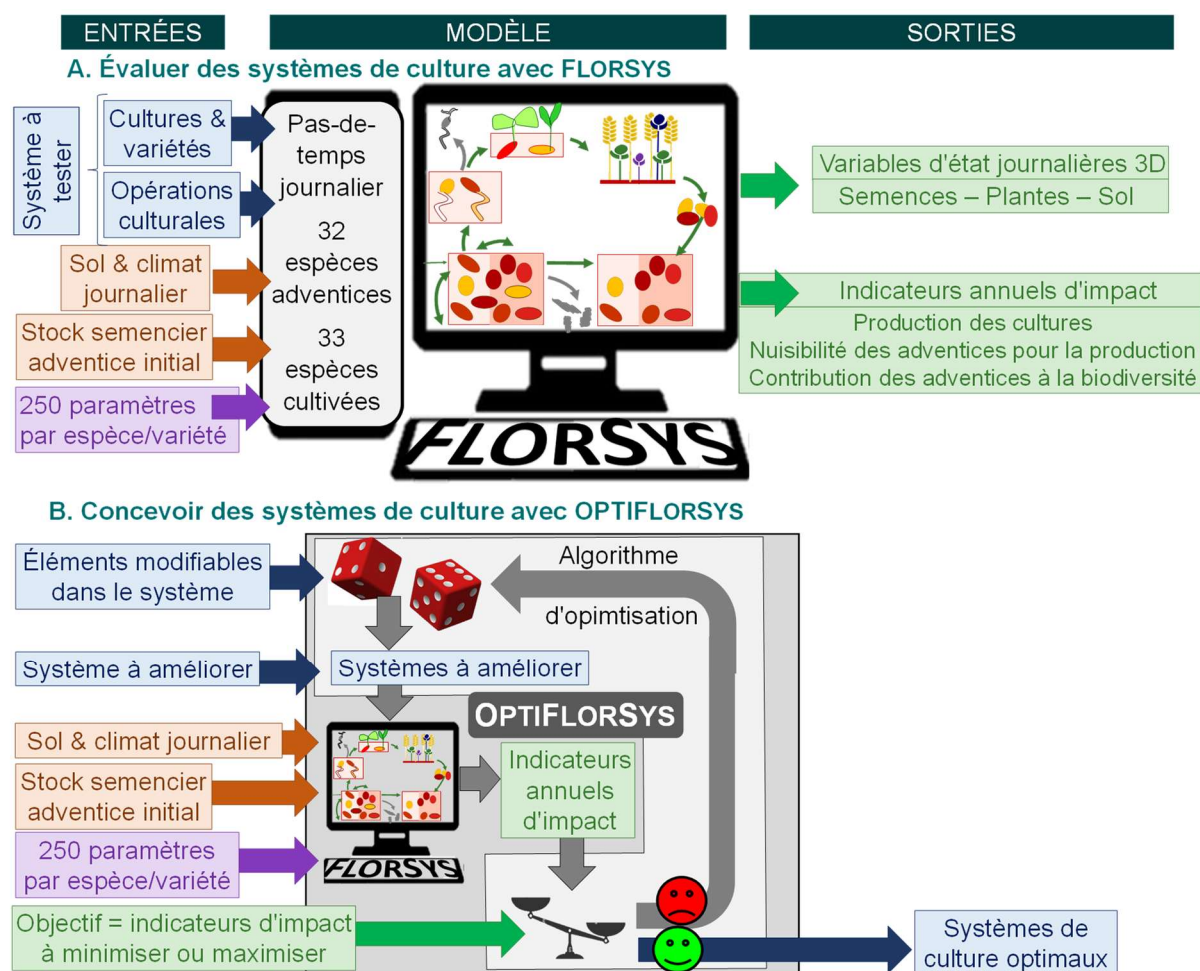 ENTRÉES
MODÈLE
SORTIES
A. Évaluer des systèmes de culture avec FLORSYS
Système à
tester
Cultures &
variétés
Opérations
culturales
Sol & climat
journalier
Stock semencier
adventice initial
250 paramètres
par espèce/variété
Pas-de-
temps
journalier
32
espèces
adventices
33
espèces
cultivées
FLORSYS
Variables d'état journalières 3D
Semences – Plantes – Sol
Indicateurs annuels d'impact
Production des cultures
Nuisibilité des adventices pour la production
Contribution des adventices à la biodiversité
B. Concevoir des systèmes de culture avec OPTIFLORSYS
Éléments modifiables
dans le système
Algorithme
d'opimtisation
Système à améliorer
Systèmes à améliorer
OPTIFLORSYS
Sol & climat journalier
Stock semencier
adventice initial
250 paramètres
par espèce/variété
FLORSYS
Indicateurs
annuels
d'impact
Objectif = indicateurs d'impact
à minimiser ou maximiser
Systèmes de
culture optimaux